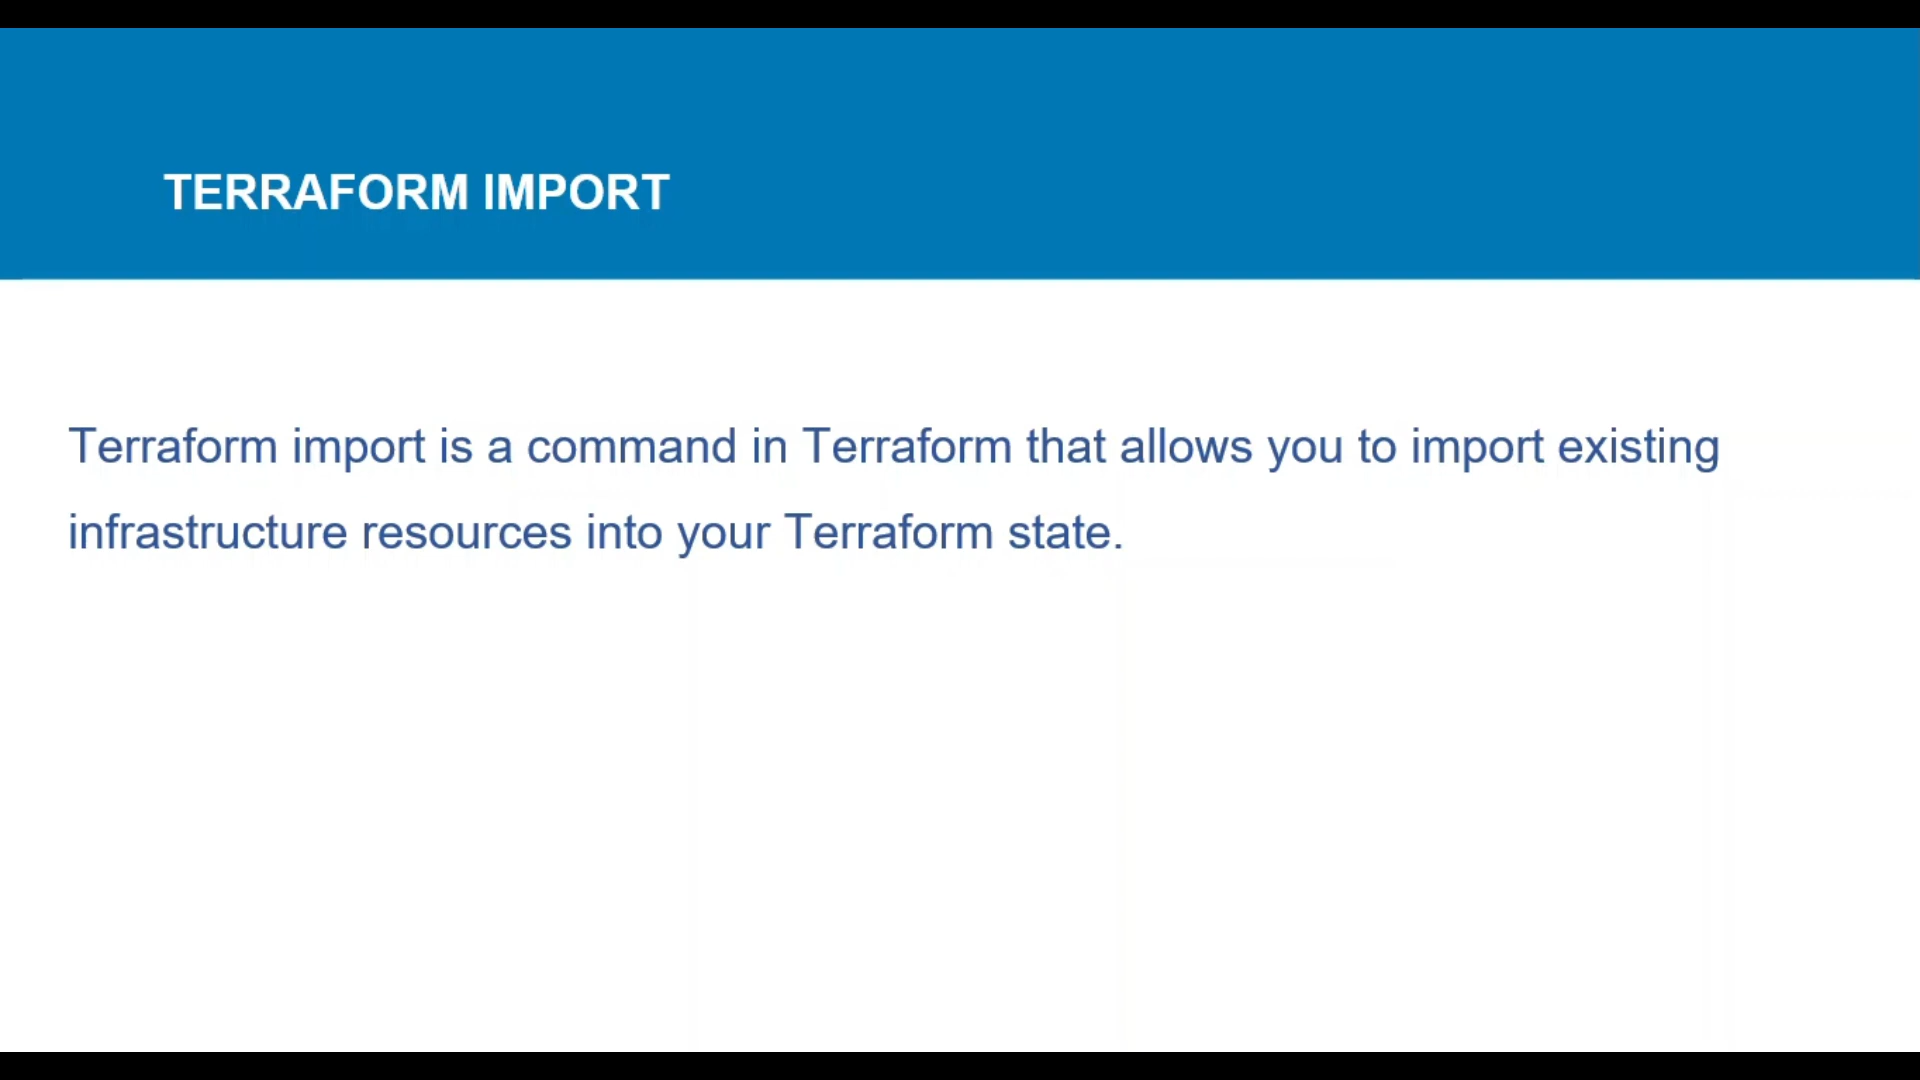 TERRAFORM IMPORT
Terraform import is a command in Terraform that allows you to import existing
infrastructure resources into your Terraform state.